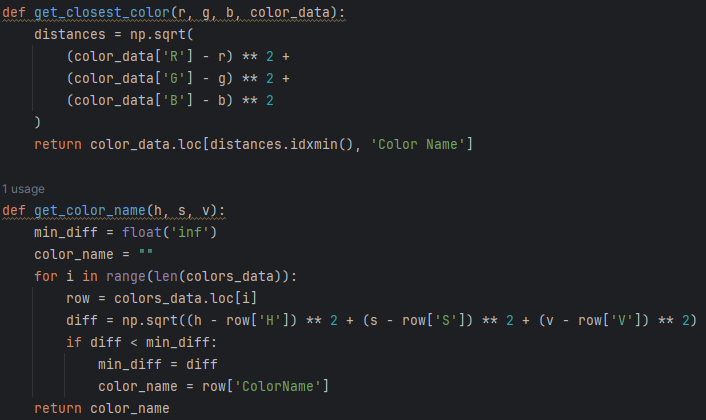 def get_closest_color(r, g, b, color_data):
    distances = np.sqrt(
        (color_data['R'] - r) ** 2 +
        (color_data['G'] - g) ** 2 +
        (color_data['B'] - b) ** 2
    )
    return color_data.loc[distances.idxmin(), 'Color Name']
1 usage
def get_color_name(h, s, v):
    min_diff = float('inf')
    color_name = ""
    for i in range(len(colors_data)):
        row = colors_data.loc[i]
        diff = np.sqrt((h - row['H']) ** 2 + (s - row['S']) ** 2 + (v - row['V']) ** 2)
        if diff < min_diff:
            min_diff = diff
            color_name = row['ColorName']
    return color_name